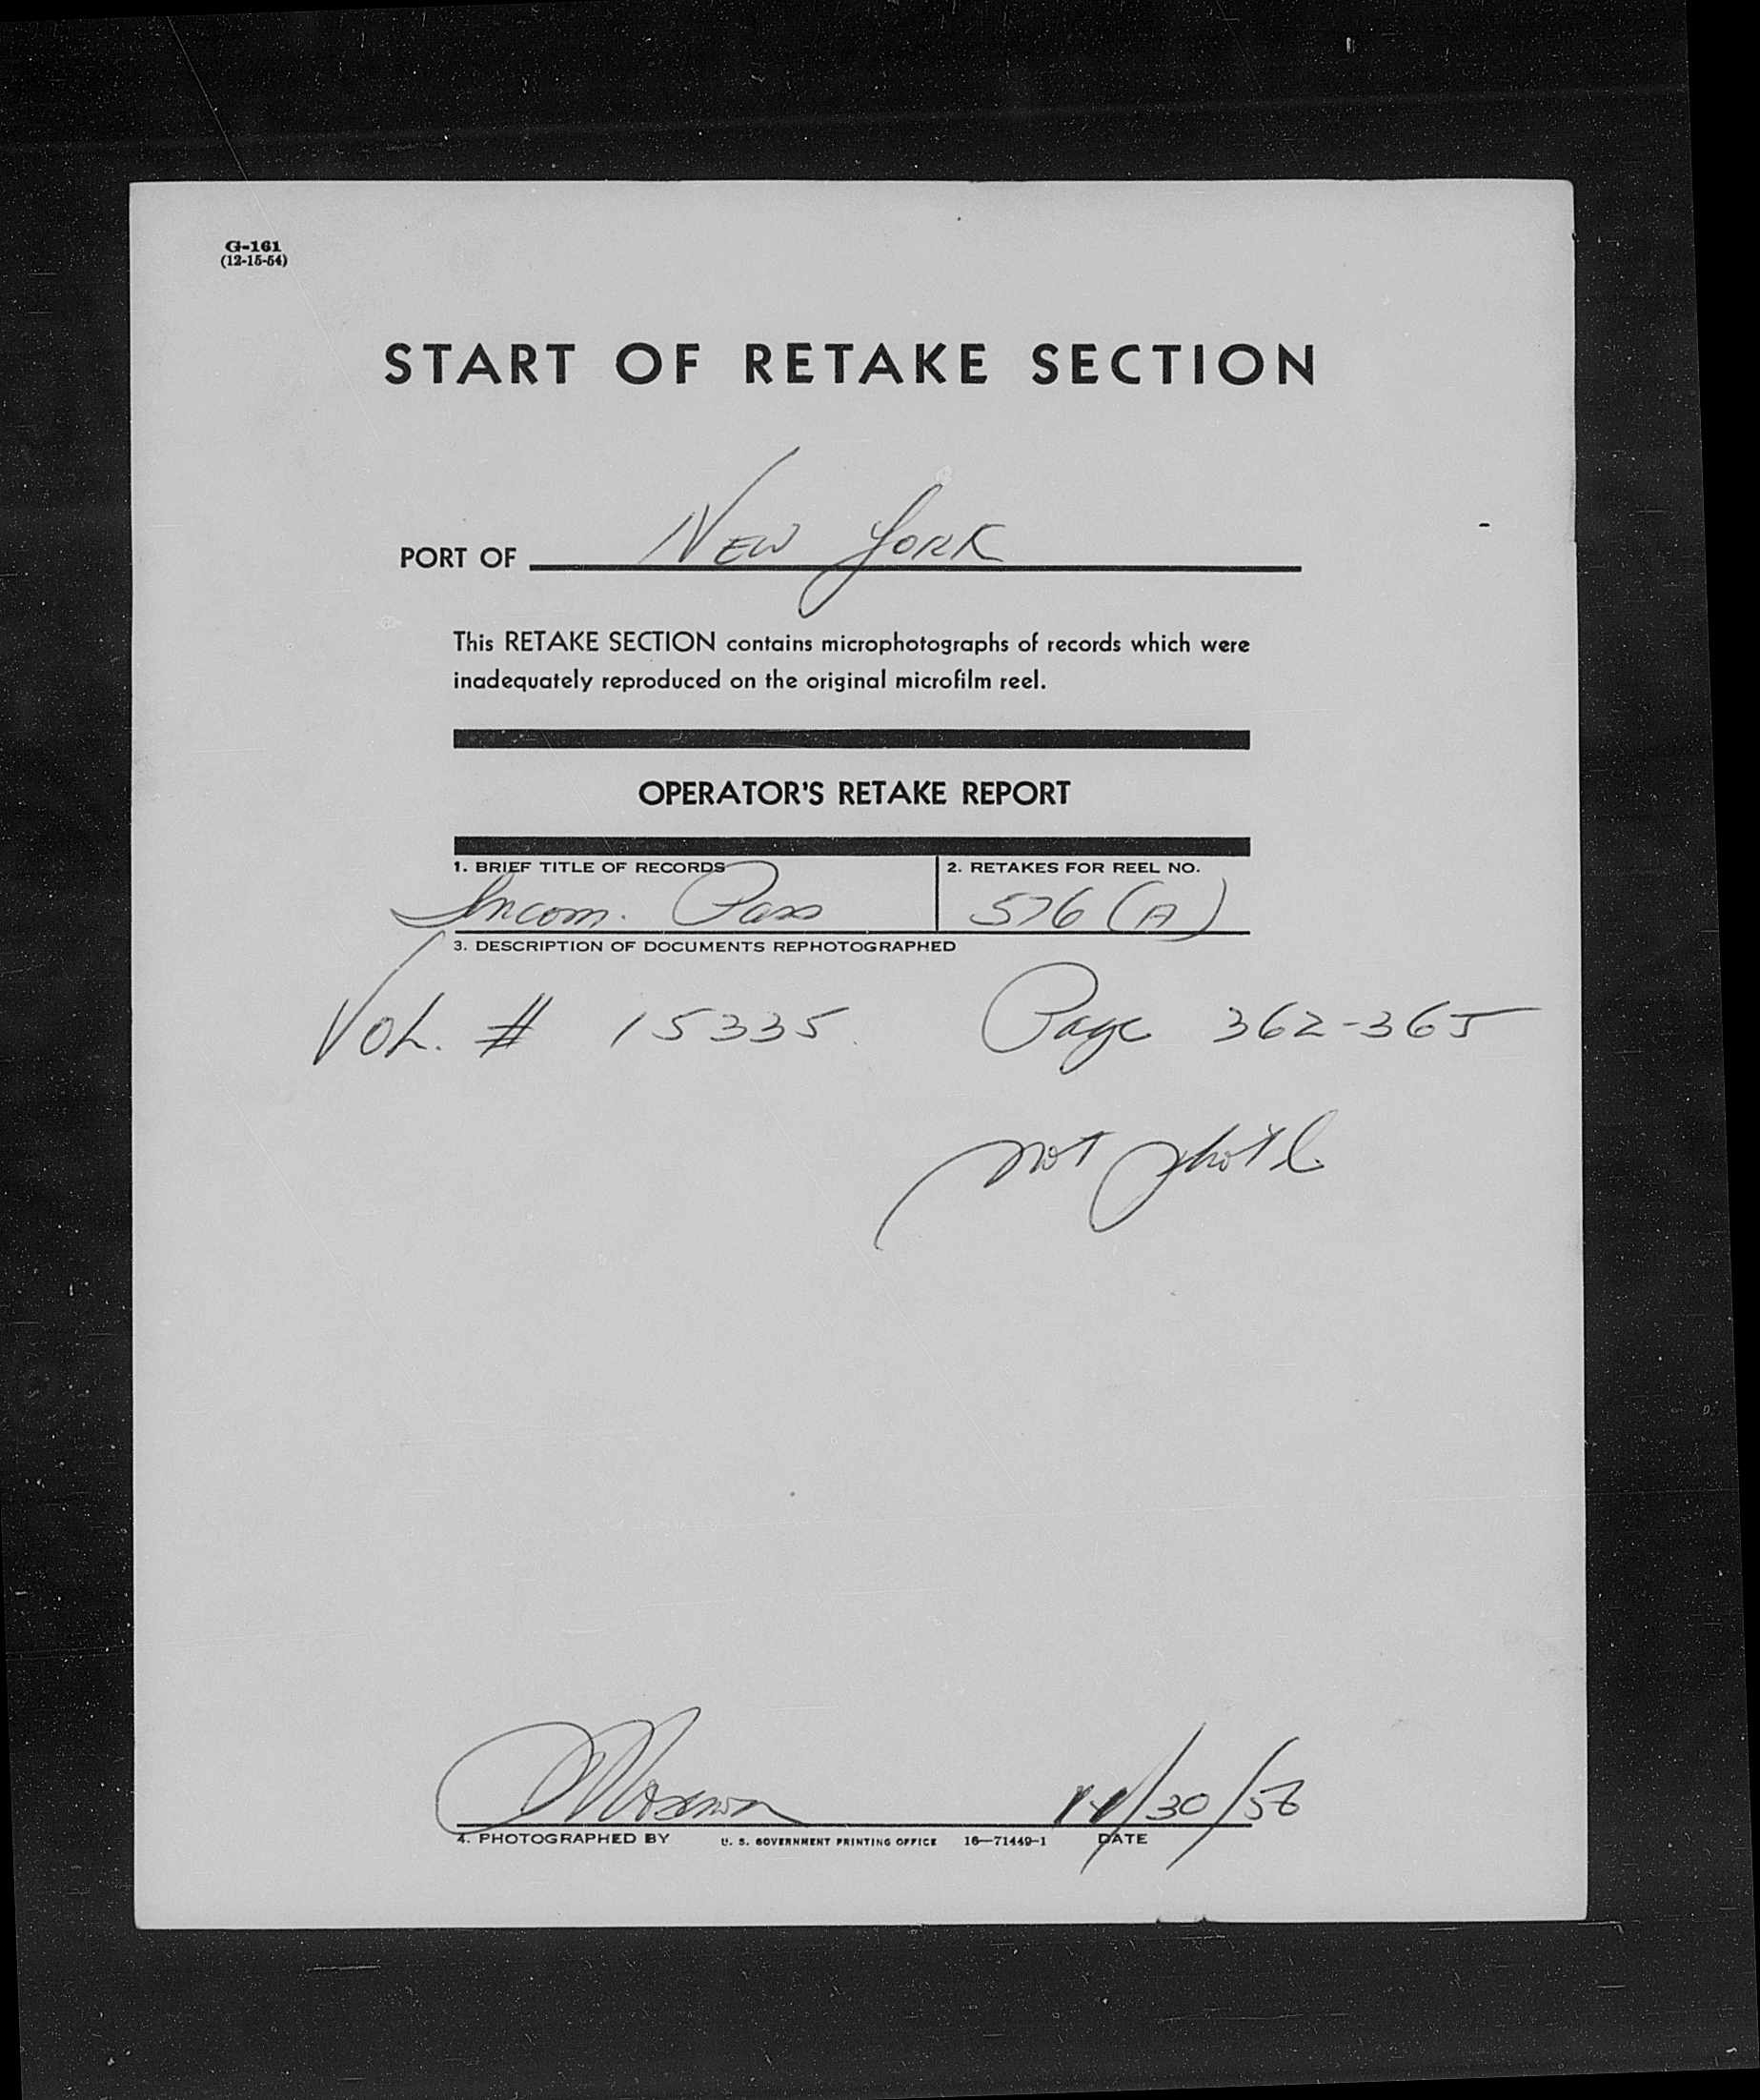 G-161
(12-15-54)
START OF RETAKE SECTION
PORT OF New York
This RETAKE SECTION contains microphotographs of records which were
inadequately reproduced on the original microfilm reel.
OPERATOR'S RETAKE REPORT
1. BRIEF TITLE OF RECORDS 2. RETAKES FOR REEL NO.
Incom. Pass 576 (A)
3. DESCRIPTION OF DOCUMENTS REPHOTOGRAPHED
Vol. # 15335. Page 362-365
not
/30/56
4. PHOTOGRAPHED BY U. S. GOVERNMENT PRINTING OFFICE 16—71449-1 DATE